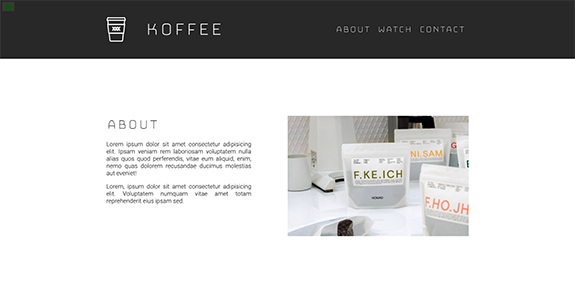 KOFFEE
ABOUT WATCH CONTACT
ABOUT
Lorem ipsum dolor sit amet consectetur adipisicing
elit. Ipsam veniam rem laboriosam voluptatem nulla
alias quos quod perferendis, vitae eum aliquid, enim,
nemo quas dolorem recusandae ducimus molestias
aut eveniet!
Lorem, ipsum dolor sit amet consectetur adipisicing
elit. Voluptatem numquam vitae amet totam
reprehenderit eius ipsam sed.
NI SAM
F.KE.ICH
F.HO.JH